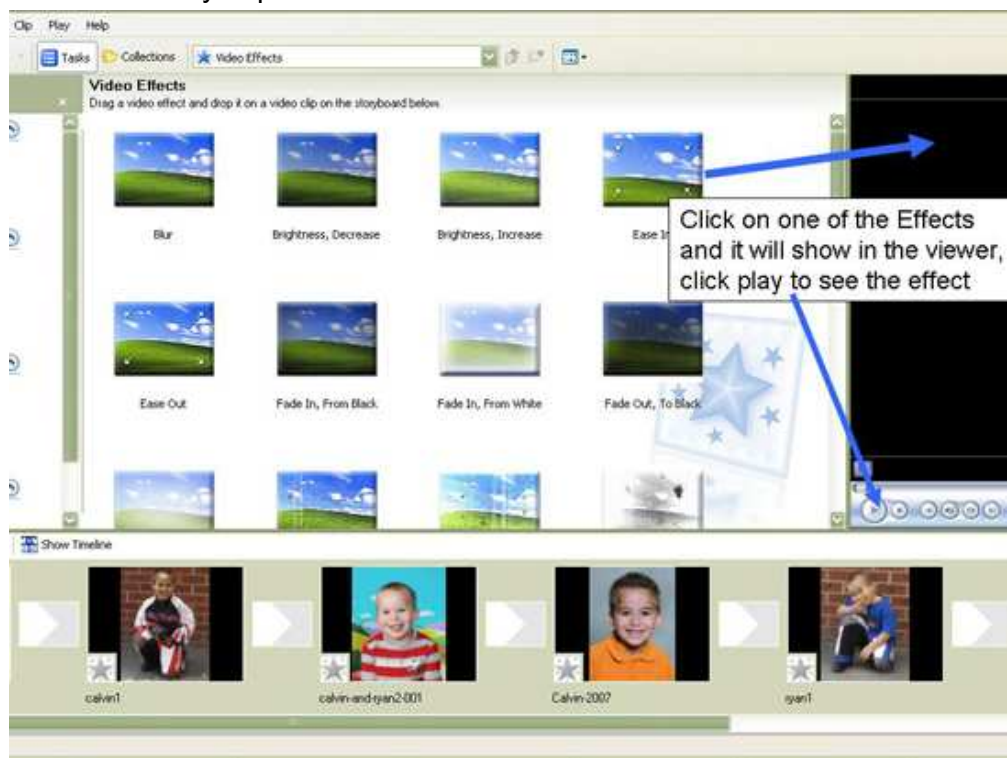 Clip Play Help
Tasks Collections Video Effects
Video Effects
Drag a video effect and drop it on a video clip on the storyboard below.
Blur Brightness, Decrease Brightness, Increase Ease In
Click on one of the Effects
and it will show in the viewer,
click play to see the effect
Ease Out Fade In, From Black Fade In, From White Fade Out, To Black
Show Timeline
calvin1 calvin-and-ryan2-001 Calvin-2007 ryan1